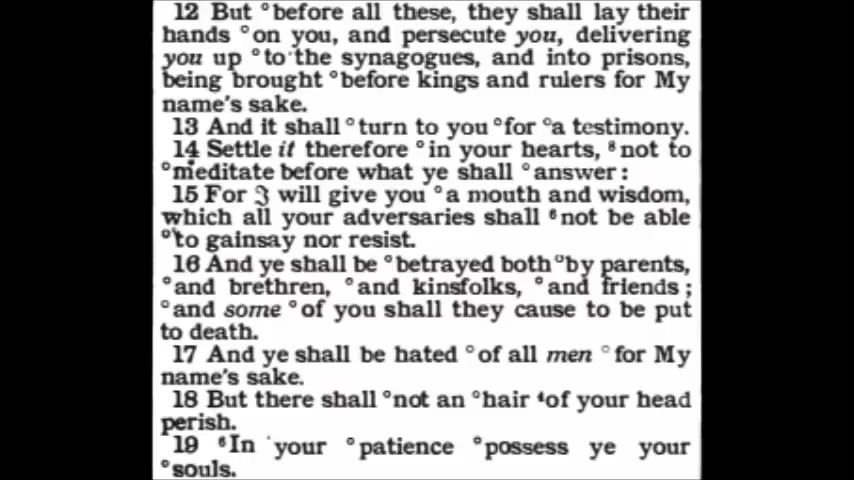 12 But °before all these, they shall lay their
hands °on you, and persecute you, delivering
you up °to the synagogues, and into prisons,
being brought °before kings and rulers for My
name's sake.
13 And it shall °turn to you °for °a testimony.
14 Settle it therefore °in your hearts, ⁸not to
°meditate before what ye shall °answer:
15 For ℨ will give you °a mouth and wisdom,
which all your adversaries shall ⁶not be able
°to gainsay nor resist.
16 And ye shall be °betrayed both °by parents,
°and brethren, °and kinsfolks, °and friends;
°and some °of you shall they cause to be put
to death.
17 And ye shall be hated °of all men °for My
name's sake.
18 But there shall °not an °hair ⁴of your head
perish.
19 ⁶In your °patience °possess ye your
°souls.